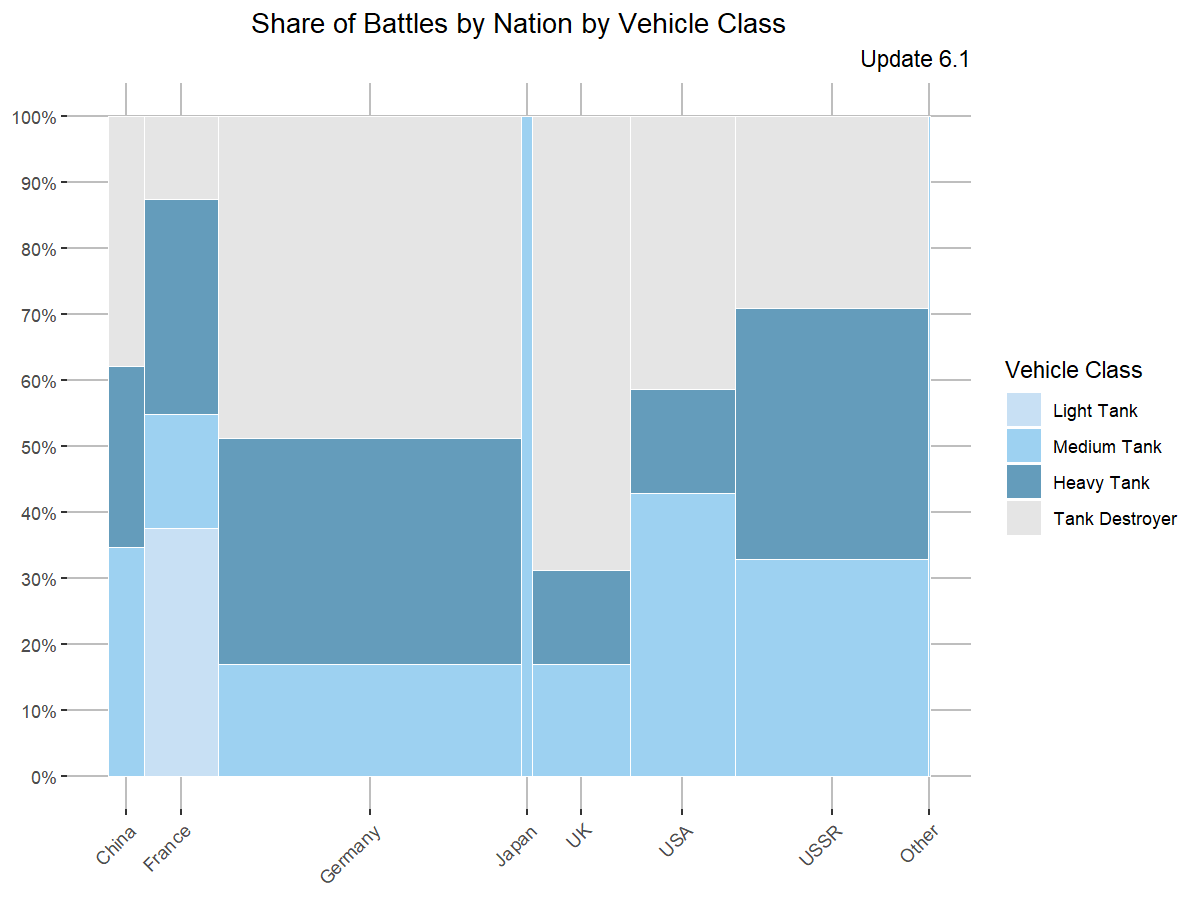 Share of Battles by Nation by Vehicle Class
Update 6.1
100%
90%
80%
70%
60%
50%
40%
30%
20%
10%
0%
China
France
Germany
Japan
UK
USA
USSR
Other
Vehicle Class
Light Tank
Medium Tank
Heavy Tank
Tank Destroyer